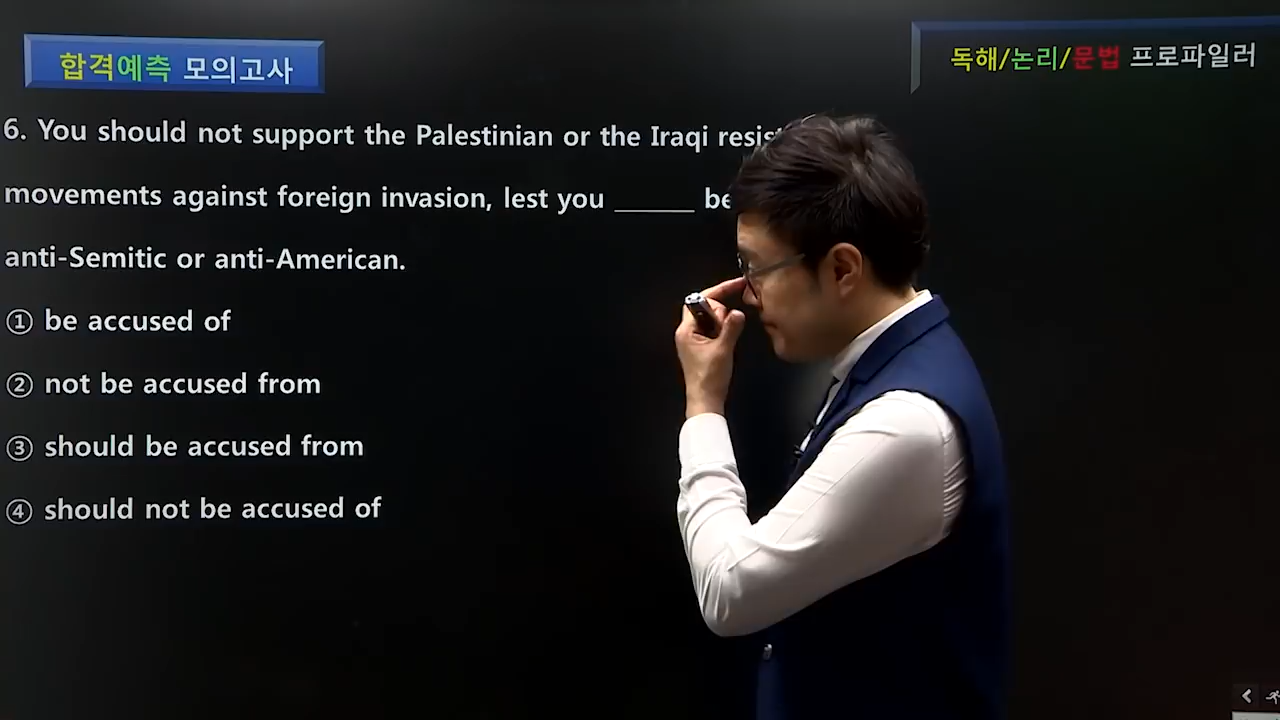 합격예측 모의고사
독해/논리/문법 프로파일러
6. You should not support the Palestinian or the Iraqi
movements against foreign invasion, lest you ______
anti-Semitic or anti-American.
① be accused of
② not be accused from
③ should be accused from
④ should not be accused of